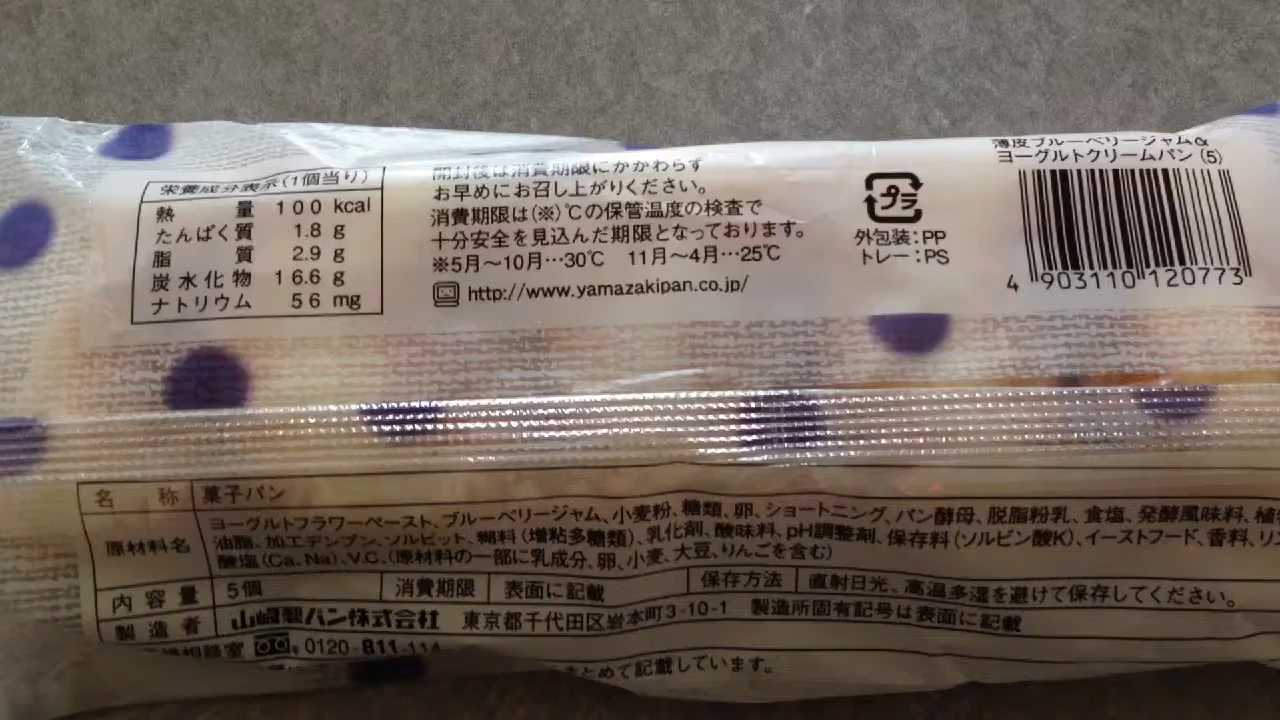 栄養成分表示(1個当り)
熱量 100 kcal
たんぱく質 1.8 g
脂質 2.9 g
炭水化物 16.6 g
ナトリウム 56 mg
開封後は消費期限にかかわらず
お早めにお召し上がりください。
消費期限は(※)℃の保管温度の検査で
十分安全を見込んだ期限となっております。
※5月〜10月…30℃ 11月〜4月…25℃
http://www.yamazakipan.co.jp/
プラ
外包装:PP
トレー:PS
薄皮ブルーベリージャム&
ヨーグルトクリームパン(5)
4 903110 120773
名称 菓子パン
原材料名 ヨーグルトフラワーペースト、ブルーベリージャム、小麦粉、糖類、卵、ショートニング、パン酵母、脱脂粉乳、食塩、発酵風味料、
油脂、加工デンプン、ソルビット、糊料(増粘多糖類)、乳化剤、酸味料、pH調整剤、保存料(ソルビン酸K)、イーストフード、香料、
酸塩(Ca、Na)、V.C、(原材料の一部に乳成分、卵、小麦、大豆、りんごを含む)
内容量 5個 消費期限 表面に記載 保存方法 直射日光、高温多湿を避けて保存してください。
製造者 山崎製パン株式会社 東京都千代田区岩本町3-10-1 製造所固有記号は表面に記載
相談室 0120-811-114
まとめて記載しています。